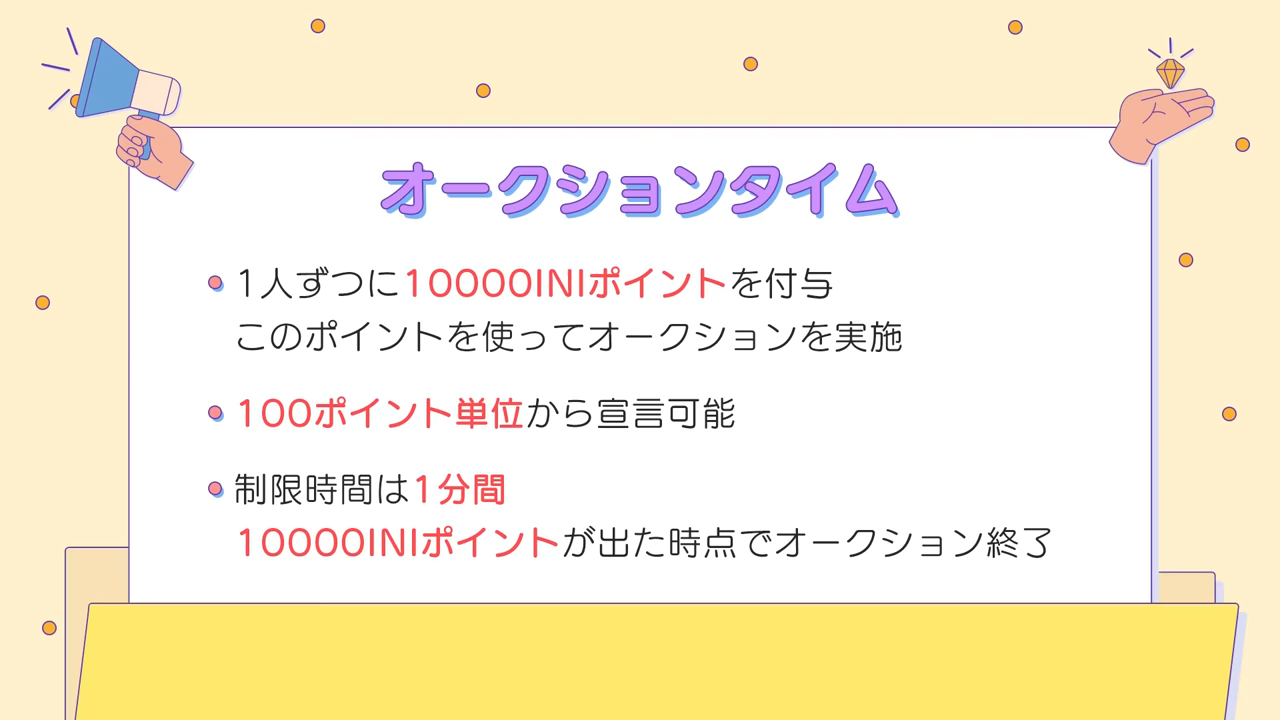 オークションタイム
1人ずつに10000INIポイントを付与
このポイントを使ってオークションを実施
100ポイント単位から宣言可能
制限時間は1分間
10000INIポイントが出た時点でオークション終了